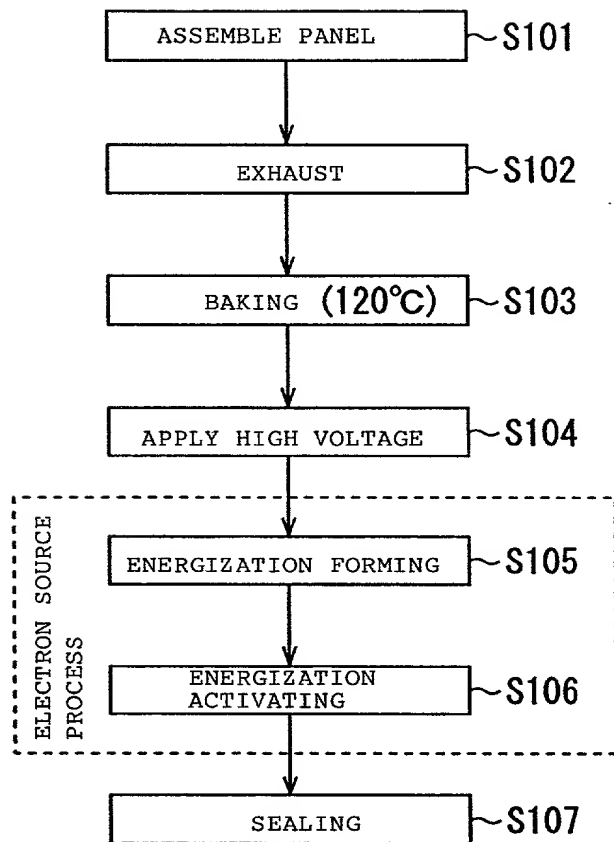 ASSEMBLE PANEL
S101
EXHAUST
S102
BAKING (120°C)
S103
APPLY HIGH VOLTAGE
S104
ELECTRON SOURCE
PROCESS
ENERGIZATION FORMING
S105
ENERGIZATION
ACTIVATING
S106
SEALING
S107